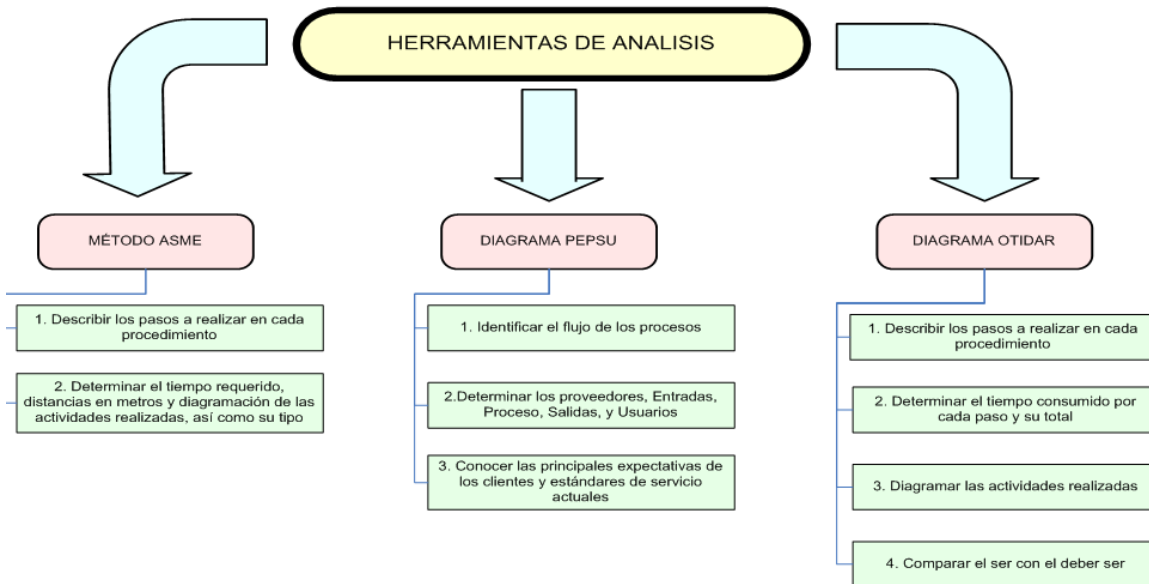 HERRAMIENTAS DE ANALISIS
MÉTODO ASME
1. Describir los pasos a realizar en cada
procedimiento
2. Determinar el tiempo requerido,
distancias en metros y diagramación de las
actividades realizadas, así como su tipo
DIAGRAMA PEPSU
1. Identificar el flujo de los procesos
2.Determinar los proveedores, Entradas,
Proceso, Salidas, y Usuarios
3. Conocer las principales expectativas de
los clientes y estándares de servicio
actuales
DIAGRAMA OTIDAR
1. Describir los pasos a realizar en cada
procedimiento
2. Determinar el tiempo consumido por
cada paso y su total
3. Diagramar las actividades realizadas
4. Comparar el ser con el deber ser